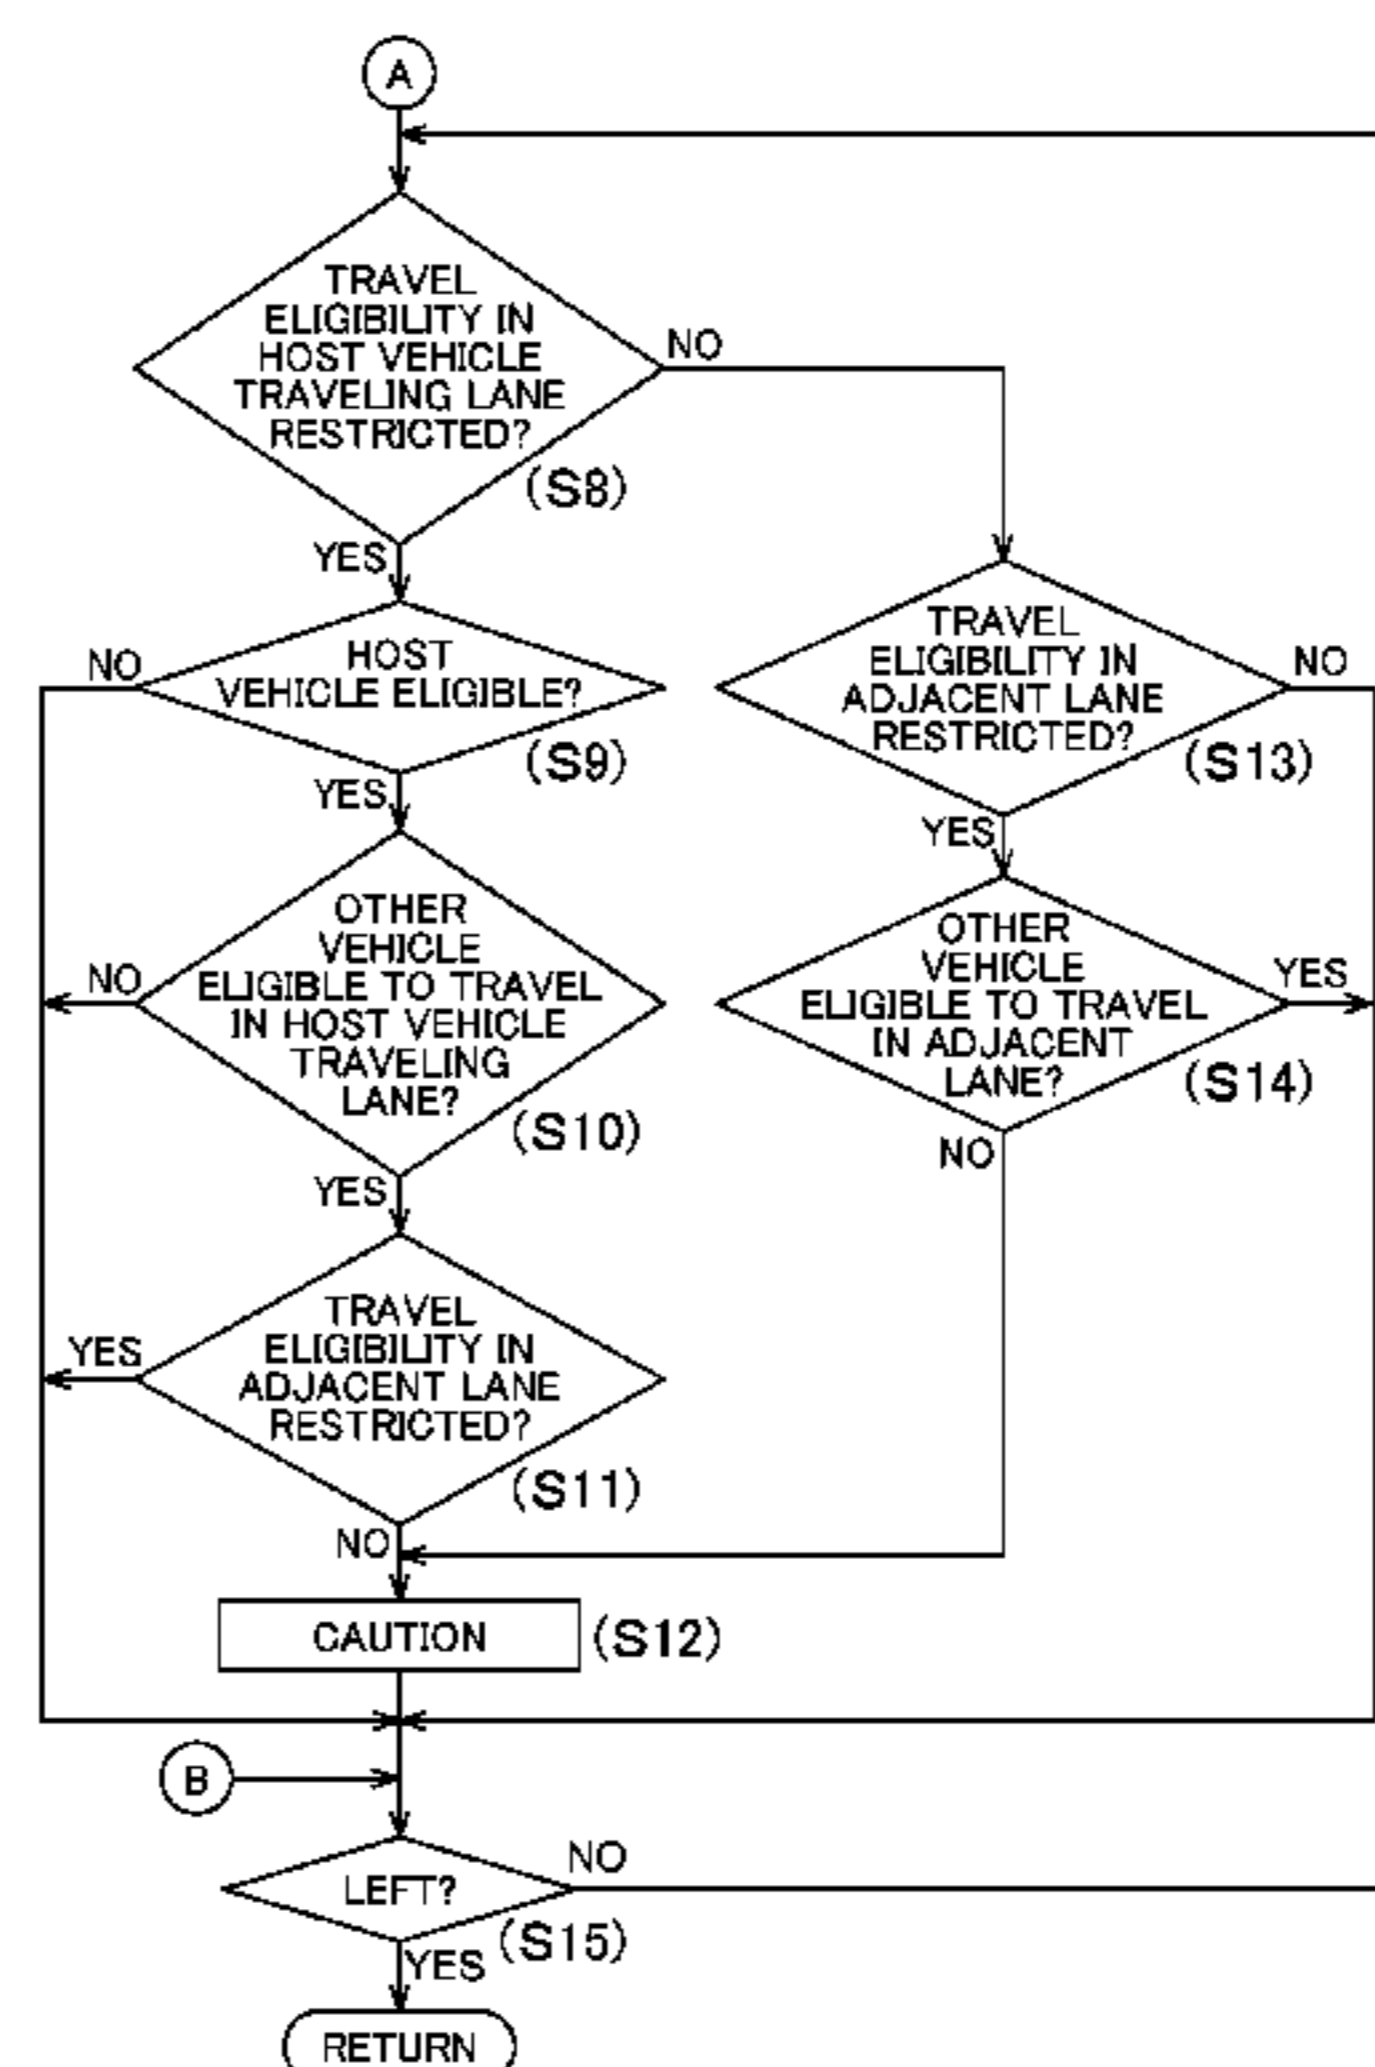 A
TRAVEL
ELIGIBILITY IN
HOST VEHICLE
TRAVELING LANE
RESTRICTED?
(S8)
NO
YES
HOST
VEHICLE ELIGIBLE?
(S9)
NO
YES
TRAVEL
ELIGIBILITY IN
ADJACENT LANE
RESTRICTED?
(S13)
NO
YES
OTHER
VEHICLE
ELIGIBLE TO TRAVEL
IN HOST VEHICLE
TRAVELING
LANE?
(S10)
NO
YES
OTHER
VEHICLE
ELIGIBLE TO TRAVEL
IN ADJACENT
LANE?
(S14)
YES
NO
TRAVEL
ELIGIBILITY IN
ADJACENT LANE
RESTRICTED?
(S11)
YES
NO
CAUTION
(S12)
B
LEFT?
(S15)
NO
YES
RETURN